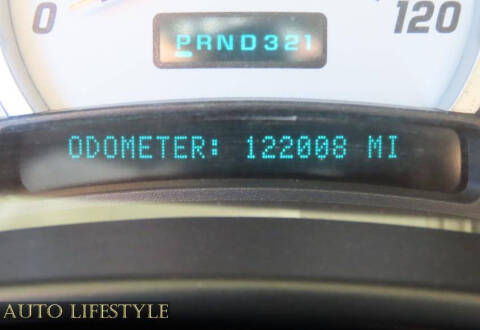 0 120
PRND321
ODOMETER: 122008 MI
AUTO LIFESTYLE